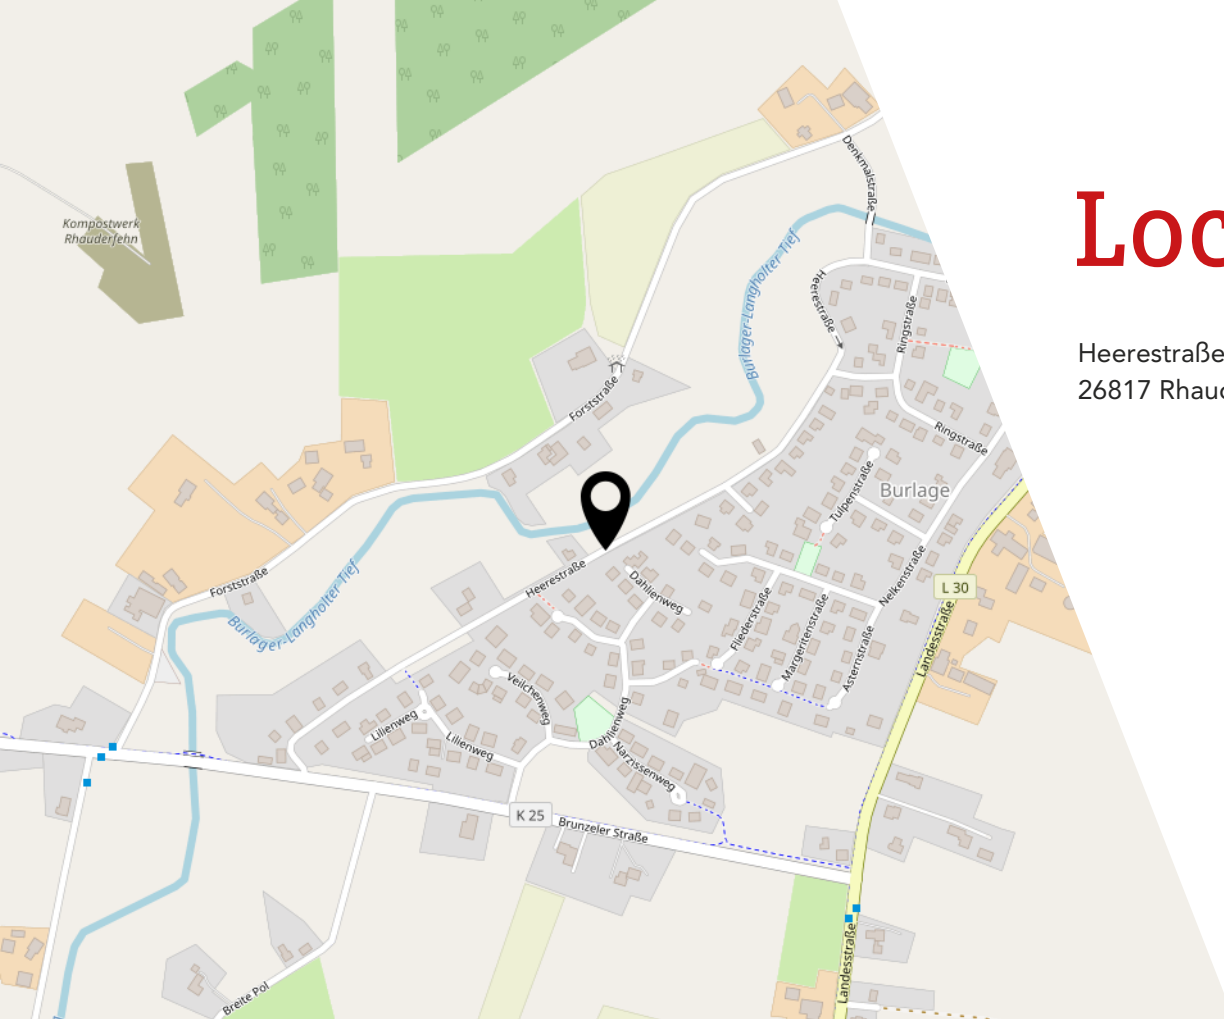 Denkmalstraße
Kompostwerk
Rhauderfehn
Loc
Burlager-Langholter-Tief
Heerestraße
Ringstraße
Heerestraße
26817 Rhaud
Forststraße
Ringstraße
Tulpenstraße
Burlage
Forststraße
Heerestraße
Dahlienweg
Nelkenstraße
L 30
Burlager-Langholter-Tief
Fliederstraße
Margeritenstraße
Asternstraße
Landesstraße
Veilchenweg
Lilienweg
Lilienweg
Dahlienweg
Narzissenweg
K 25
Brunzeler Straße
Landesstraße
Breite Pol